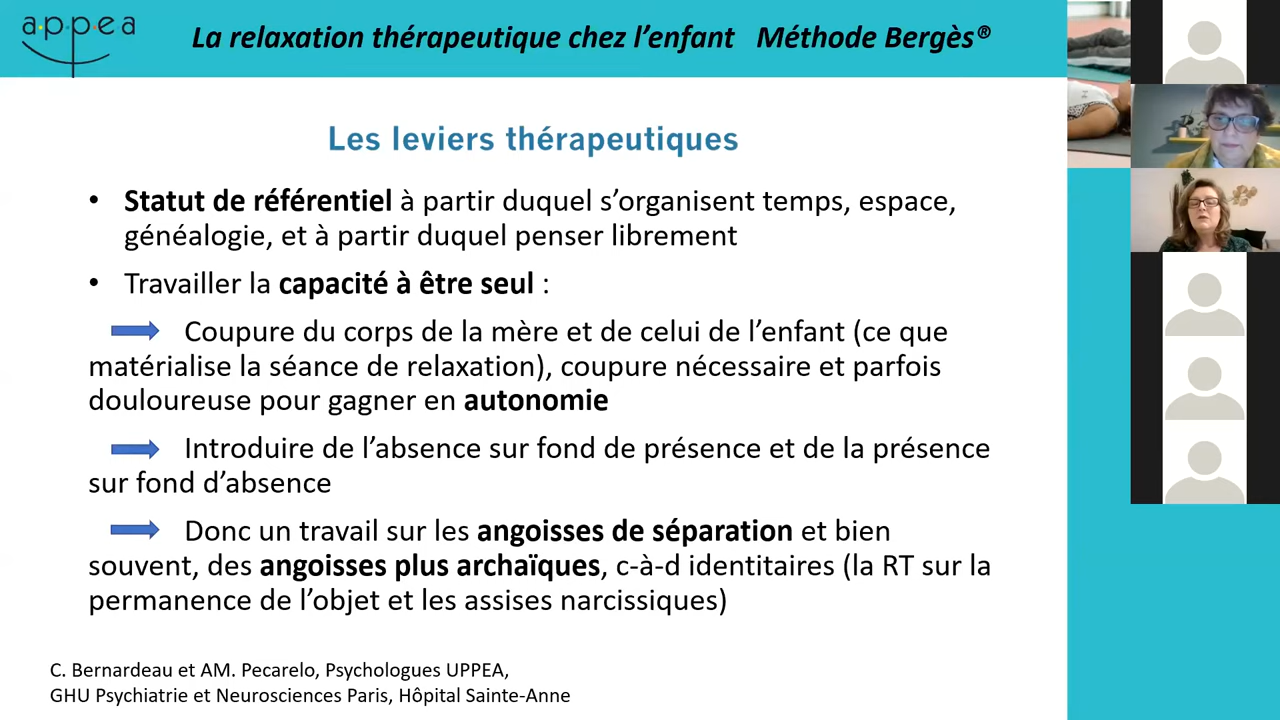 appea
La relaxation thérapeutique chez l’enfant Méthode Bergès®
Les leviers thérapeutiques
• Statut de référentiel à partir duquel s’organisent temps, espace,
généalogie, et à partir duquel penser librement
• Travailler la capacité à être seul :
Coupure du corps de la mère et de celui de l’enfant (ce que
matérialise la séance de relaxation), coupure nécessaire et parfois
douloureuse pour gagner en autonomie
Introduire de l’absence sur fond de présence et de la présence
sur fond d’absence
Donc un travail sur les angoisses de séparation et bien
souvent, des angoisses plus archaïques, c-à-d identitaires (la RT sur la
permanence de l’objet et les assises narcissiques)
C. Bernardeau et AM. Pecarelo, Psychologues UPPEA,
GHU Psychiatrie et Neurosciences Paris, Hôpital Sainte-Anne